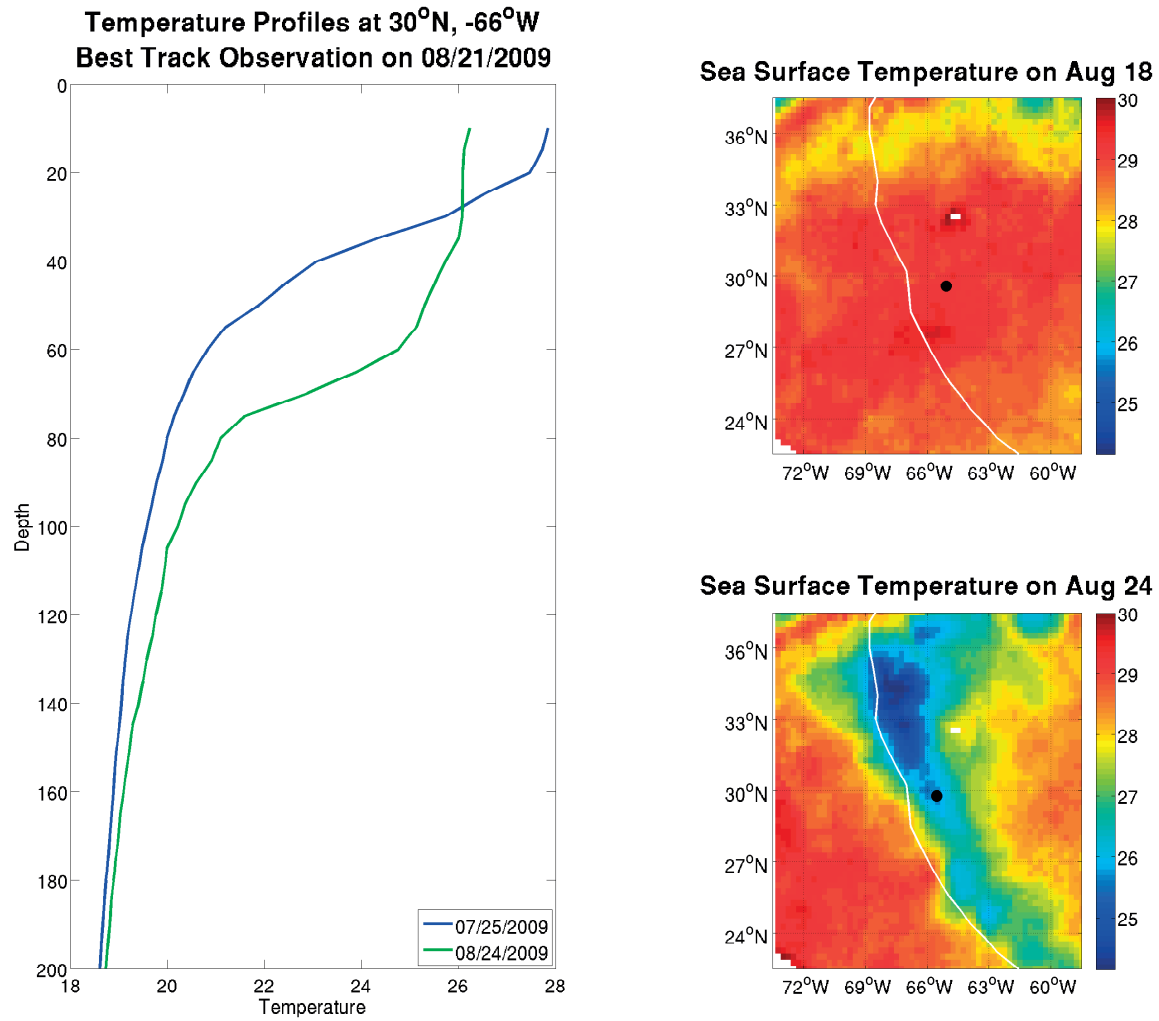 Temperature Profiles at 30°N, -66°W
Best Track Observation on 08/21/2009
0
20
40
60
80
100
120
140
160
180
200
Depth
18
20
22
24
26
28
Temperature
07/25/2009
08/24/2009
Sea Surface Temperature on Aug 18
36°N
33°N
30°N
27°N
24°N
72°W 69°W 66°W 63°W 60°W
30
29
28
27
26
25
Sea Surface Temperature on Aug 24
36°N
33°N
30°N
27°N
24°N
72°W 69°W 66°W 63°W 60°W
30
29
28
27
26
25